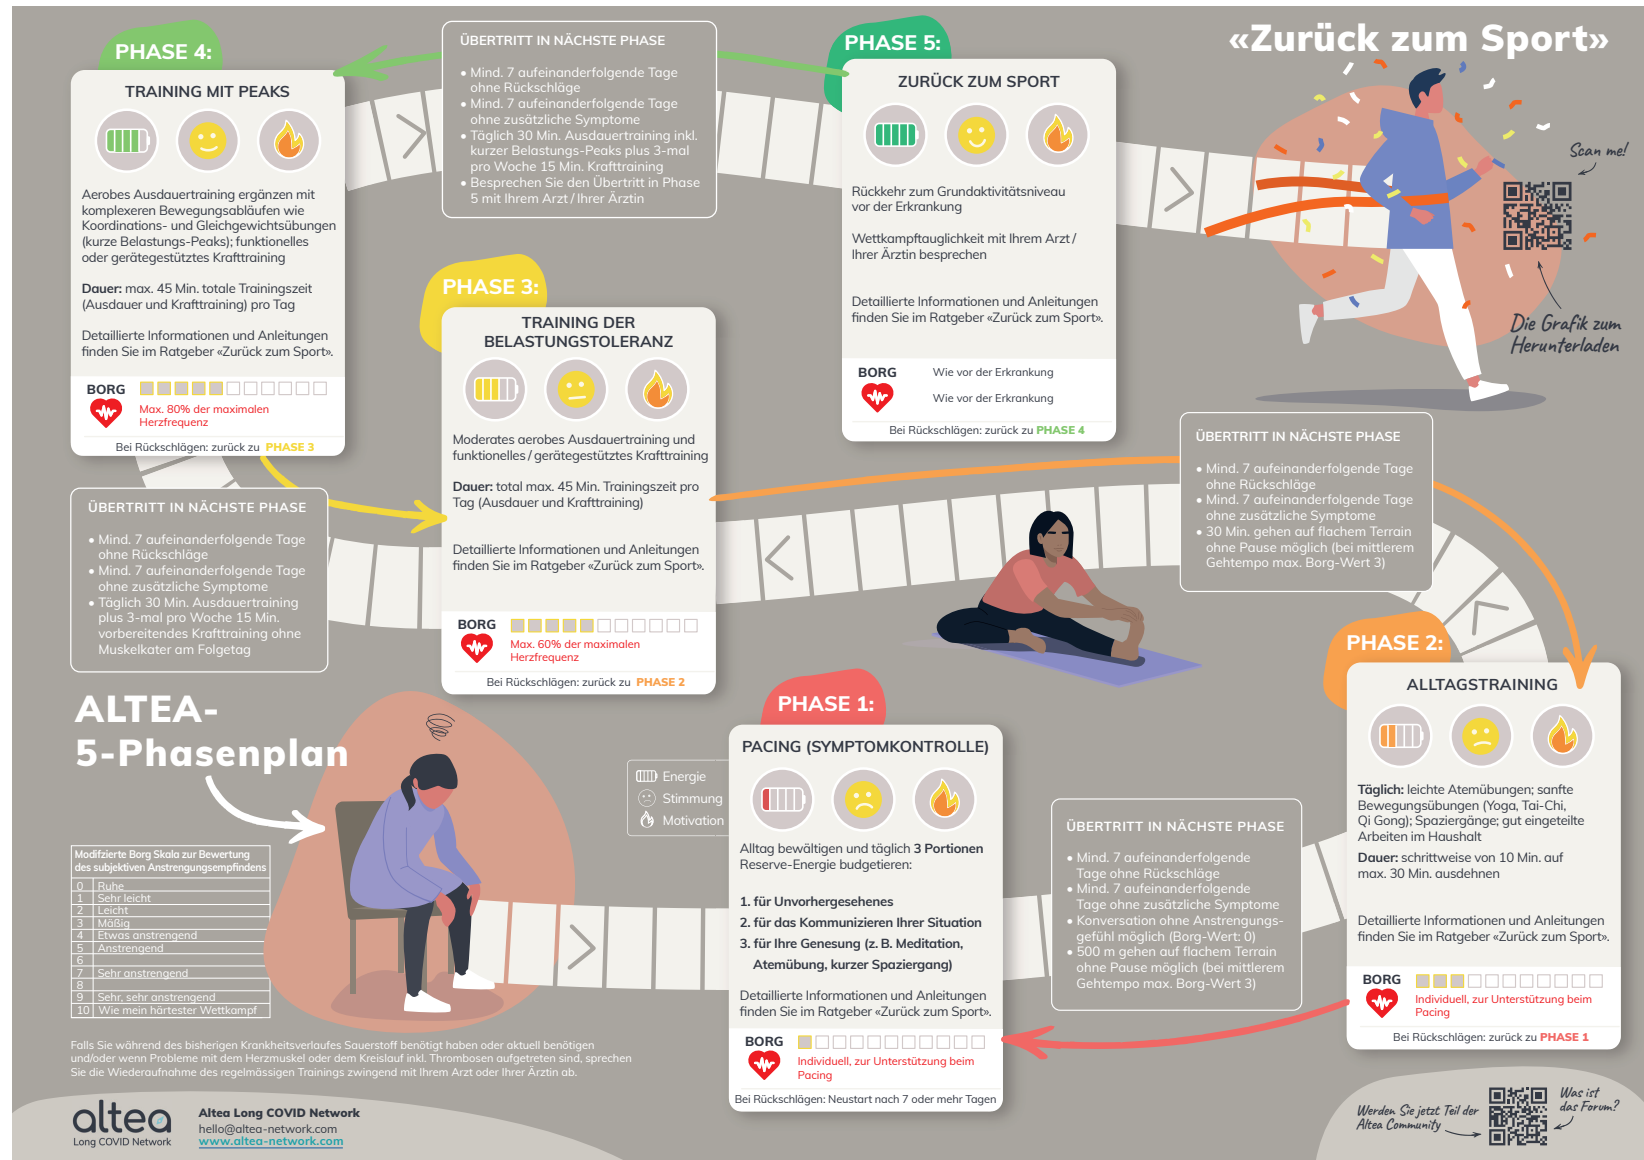 «Zurück zum Sport»
Scan me!
Die Grafik zum
Herunterladen
ALTEA-
5-Phasenplan
Energie
Stimmung
Motivation
PHASE 1:
PACING (SYMPTOMKONTROLLE)
Alltag bewältigen und täglich 3 Portionen
Reserve-Energie budgetieren:
1. für Unvorhergesehenes
2. für das Kommunizieren Ihrer Situation
3. für Ihre Genesung (z. B. Meditation,
Atemübung, kurzer Spaziergang)
Detaillierte Informationen und Anleitungen
finden Sie im Ratgeber «Zurück zum Sport».
BORG
Individuell, zur Unterstützung beim
Pacing
Bei Rückschlägen: Neustart nach 7 oder mehr Tagen
ÜBERTRITT IN NÄCHSTE PHASE
• Mind. 7 aufeinanderfolgende
Tage ohne Rückschläge
• Mind. 7 aufeinanderfolgende
Tage ohne zusätzliche Symptome
• Konversation ohne Anstrengungs-
gefühl möglich (Borg-Wert: 0)
• 500 m gehen auf flachem Terrain
ohne Pause möglich (bei mittlerem
Gehtempo max. Borg-Wert 3)
PHASE 2:
ALLTAGSTRAINING
Täglich: leichte Atemübungen; sanfte
Bewegungsübungen (Yoga, Tai-Chi,
Qi Gong); Spaziergänge; gut eingeteilte
Arbeiten im Haushalt
Dauer: schrittweise von 10 Min. auf
max. 30 Min. ausdehnen
Detaillierte Informationen und Anleitungen
finden Sie im Ratgeber «Zurück zum Sport».
BORG
Individuell, zur Unterstützung beim
Pacing
Bei Rückschlägen: zurück zu PHASE 1
ÜBERTRITT IN NÄCHSTE PHASE
• Mind. 7 aufeinanderfolgende Tage
ohne Rückschläge
• Mind. 7 aufeinanderfolgende Tage
ohne zusätzliche Symptome
• 30 Min. gehen auf flachem Terrain
ohne Pause möglich (bei mittlerem
Gehtempo max. Borg-Wert 3)
PHASE 3:
TRAINING DER
BELASTUNGSTOLERANZ
Moderates aerobes Ausdauertraining und
funktionelles / gerätegestütztes Krafttraining
Dauer: total max. 45 Min. Trainingszeit pro
Tag (Ausdauer und Krafttraining)
Detaillierte Informationen und Anleitungen
finden Sie im Ratgeber «Zurück zum Sport».
BORG
Max. 60% der maximalen
Herzfrequenz
Bei Rückschlägen: zurück zu PHASE 2
ÜBERTRITT IN NÄCHSTE PHASE
• Mind. 7 aufeinanderfolgende Tage
ohne Rückschläge
• Mind. 7 aufeinanderfolgende Tage
ohne zusätzliche Symptome
• Täglich 30 Min. Ausdauertraining
plus 3-mal pro Woche 15 Min.
vorbereitendes Krafttraining ohne
Muskelkater am Folgetag
PHASE 4:
TRAINING MIT PEAKS
Aerobes Ausdauertraining ergänzen mit
komplexeren Bewegungsabläufen wie
Koordinations- und Gleichgewichtsübungen
(kurze Belastungs-Peaks); funktionelles
oder gerätegestütztes Krafttraining
Dauer: max. 45 Min. totale Trainingszeit
(Ausdauer und Krafttraining) pro Tag
Detaillierte Informationen und Anleitungen
finden Sie im Ratgeber «Zurück zum Sport».
BORG
Max. 80% der maximalen
Herzfrequenz
Bei Rückschlägen: zurück zu PHASE 3
ÜBERTRITT IN NÄCHSTE PHASE
• Mind. 7 aufeinanderfolgende Tage
ohne Rückschläge
• Mind. 7 aufeinanderfolgende Tage
ohne zusätzliche Symptome
• Täglich 30 Min. Ausdauertraining inkl.
kurzer Belastungs-Peaks plus 3-mal
pro Woche 15 Min. Krafttraining
• Besprechen Sie den Übertritt in Phase
5 mit Ihrem Arzt / Ihrer Ärztin
PHASE 5:
ZURÜCK ZUM SPORT
Rückkehr zum Grundaktivitätsniveau
vor der Erkrankung
Wettkampftauglichkeit mit Ihrem Arzt /
Ihrer Ärztin besprechen
Detaillierte Informationen und Anleitungen
finden Sie im Ratgeber «Zurück zum Sport».
BORG
Wie vor der Erkrankung
Wie vor der Erkrankung
Bei Rückschlägen: zurück zu PHASE 4
Modifzierte Borg Skala zur Bewertung
des subjektiven Anstrengungsempfindens
0 Ruhe
1 Sehr leicht
2 Leicht
3 Mäßig
4 Etwas anstrengend
5 Anstrengend
6
7 Sehr anstrengend
8
9 Sehr, sehr anstrengend
10 Wie mein härtester Wettkampf
Falls Sie während des bisherigen Krankheitsverlaufes Sauerstoff benötigt haben oder aktuell benötigen
und/oder wenn Probleme mit dem Herzmuskel oder dem Kreislauf inkl. Thrombosen aufgetreten sind, sprechen
Sie die Wiederaufnahme des regelmässigen Trainings zwingend mit Ihrem Arzt oder Ihrer Ärztin ab.
altea
Long COVID Network
Altea Long COVID Network
hello@altea-network.com
www.altea-network.com
Werden Sie jetzt Teil der
Altea Community
Was ist
das Forum?